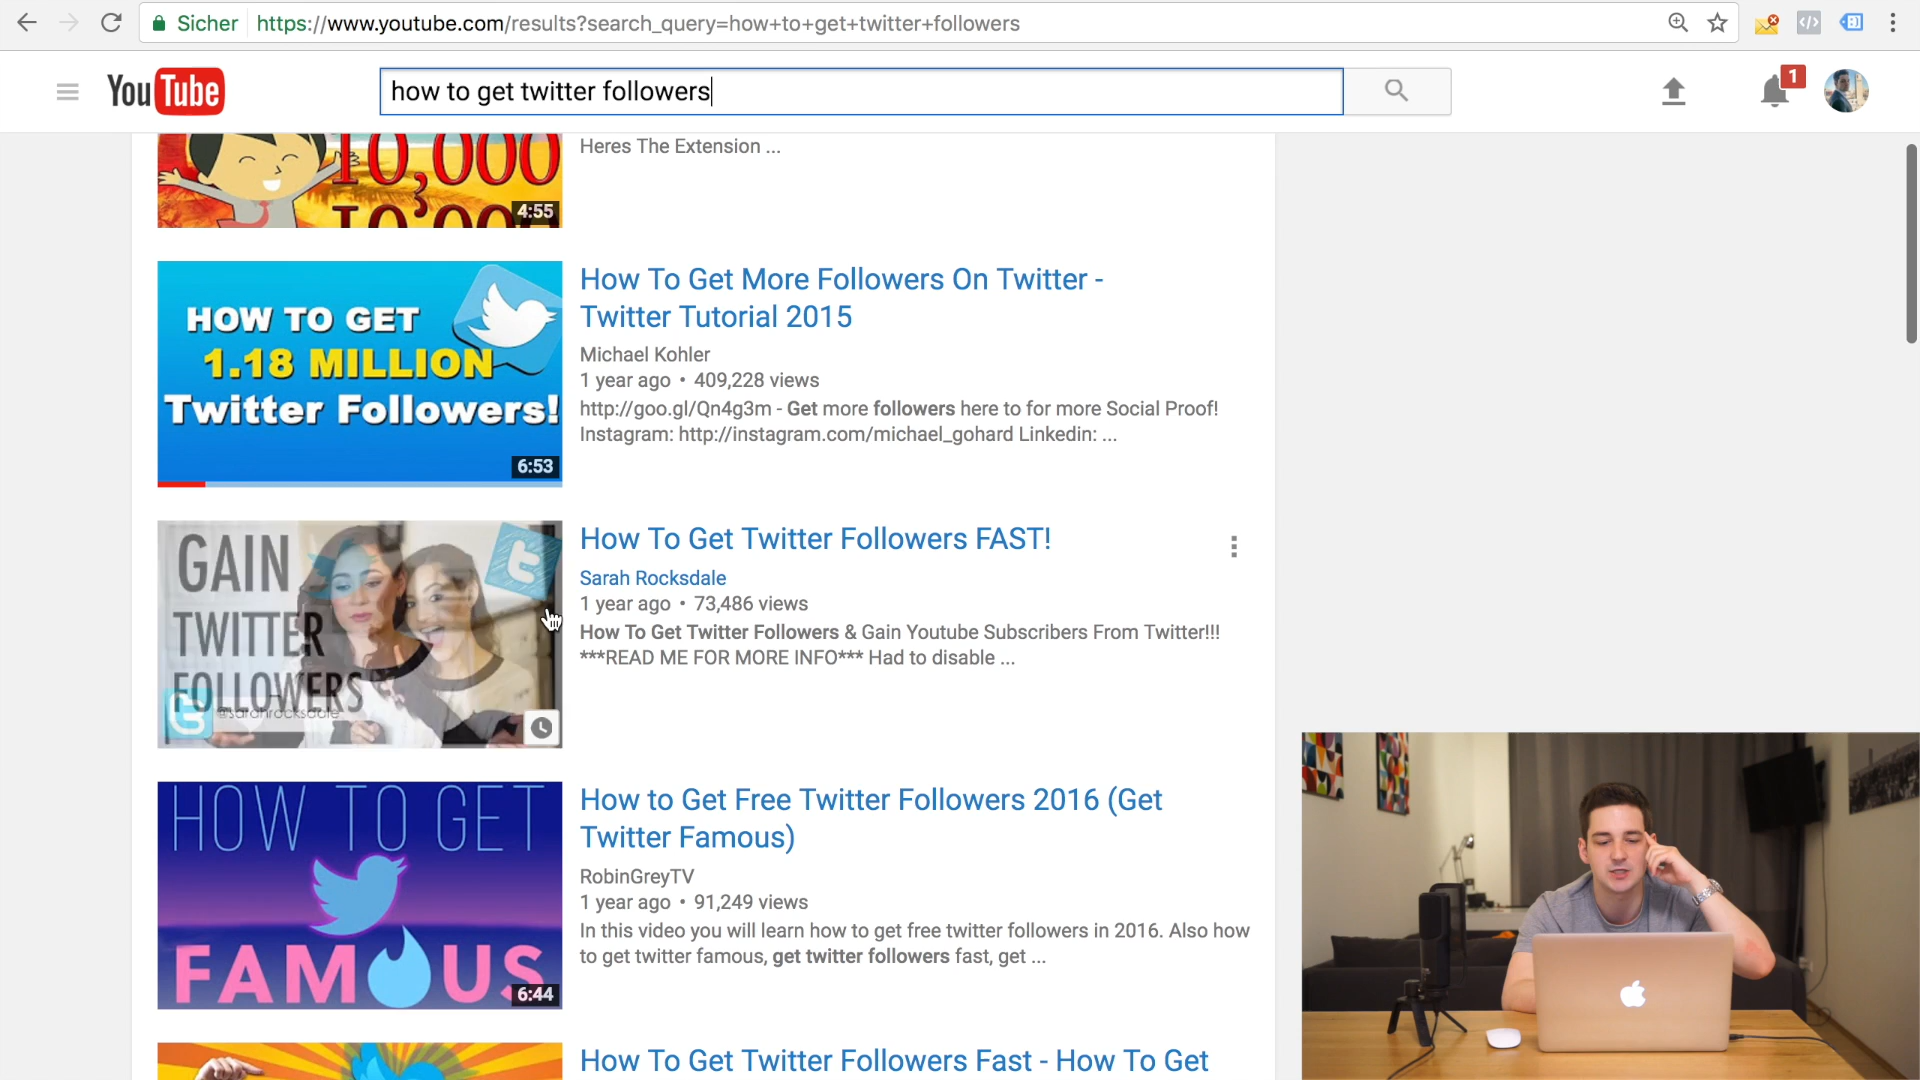 Sicher https://www.youtube.com/results?search_query=how+to+get+twitter+followers
YouTube
how to get twitter followers
1
10,000
4:55
Heres The Extension ...
HOW TO GET
1.18 MILLION
Twitter Followers!
6:53
How To Get More Followers On Twitter -
Twitter Tutorial 2015
Michael Kohler
1 year ago • 409,228 views
http://goo.gl/Qn4g3m - Get more followers here to for more Social Proof!
Instagram: http://instagram.com/michael_gohard Linkedin: ...
GAIN
TWITTER
FOLLOWERS
@sarahrocksdale
How To Get Twitter Followers FAST!
Sarah Rocksdale
1 year ago • 73,486 views
How To Get Twitter Followers & Gain Youtube Subscribers From Twitter!!!
***READ ME FOR MORE INFO*** Had to disable ...
HOW TO GET
FAMOUS
6:44
How to Get Free Twitter Followers 2016 (Get
Twitter Famous)
RobinGreyTV
1 year ago • 91,249 views
In this video you will learn how to get free twitter followers in 2016. Also how
to get twitter famous, get twitter followers fast, get ...
How To Get Twitter Followers Fast - How To Get